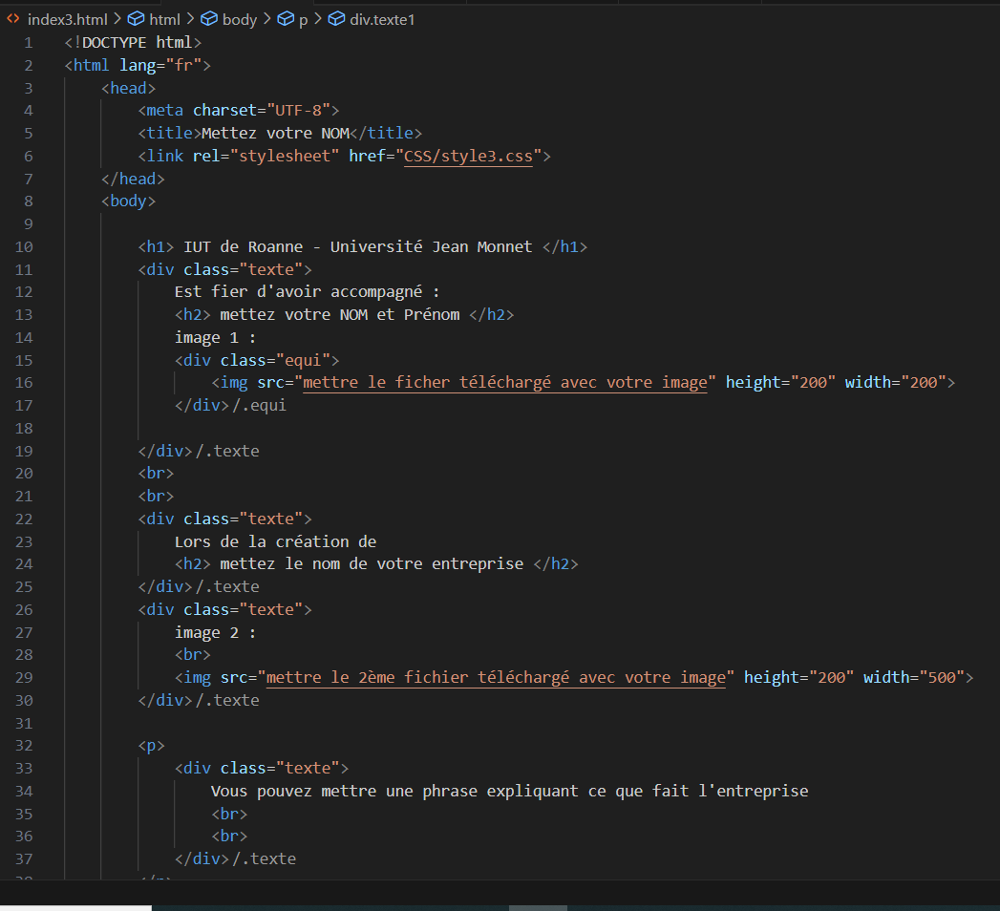 index3.html > html > body > p > div.texte1
1 <!DOCTYPE html>
2 <html lang="fr">
3 <head>
4 <meta charset="UTF-8">
5 <title>Mettez votre NOM</title>
6 <link rel="stylesheet" href="CSS/style3.css">
7 </head>
8 <body>
9
10 <h1> IUT de Roanne - Université Jean Monnet </h1>
11 <div class="texte">
12 Est fier d'avoir accompagné :
13 <h2> mettez votre NOM et Prénom </h2>
14 image 1 :
15 <div class="equi">
16 <img src="mettre le ficher téléchargé avec votre image" height="200" width="200">
17 </div>/.equi
18
19 </div>/.texte
20 <br>
21 <br>
22 <div class="texte">
23 Lors de la création de
24 <h2> mettez le nom de votre entreprise </h2>
25 </div>/.texte
26 <div class="texte">
27 image 2 :
28 <br>
29 <img src="mettre le 2ème fichier téléchargé avec votre image" height="200" width="500">
30 </div>/.texte
31
32 <p>
33 <div class="texte">
34 Vous pouvez mettre une phrase expliquant ce que fait l'entreprise
35 <br>
36 <br>
37 </div>/.texte